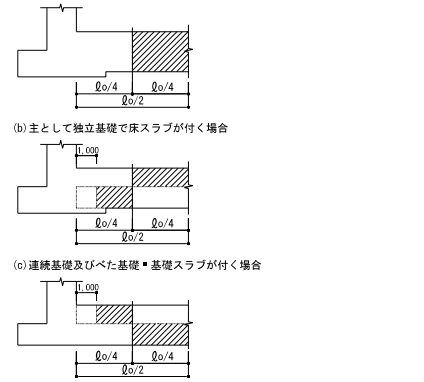 ℓo/4 ℓo/4
ℓo/2
(b)主として独立基礎で床スラブが付く場合
1,000
ℓo/4 ℓo/4
ℓo/2
(c)連続基礎及びべた基礎・基礎スラブが付く場合
1,000
ℓo/4 ℓo/4
ℓo/2